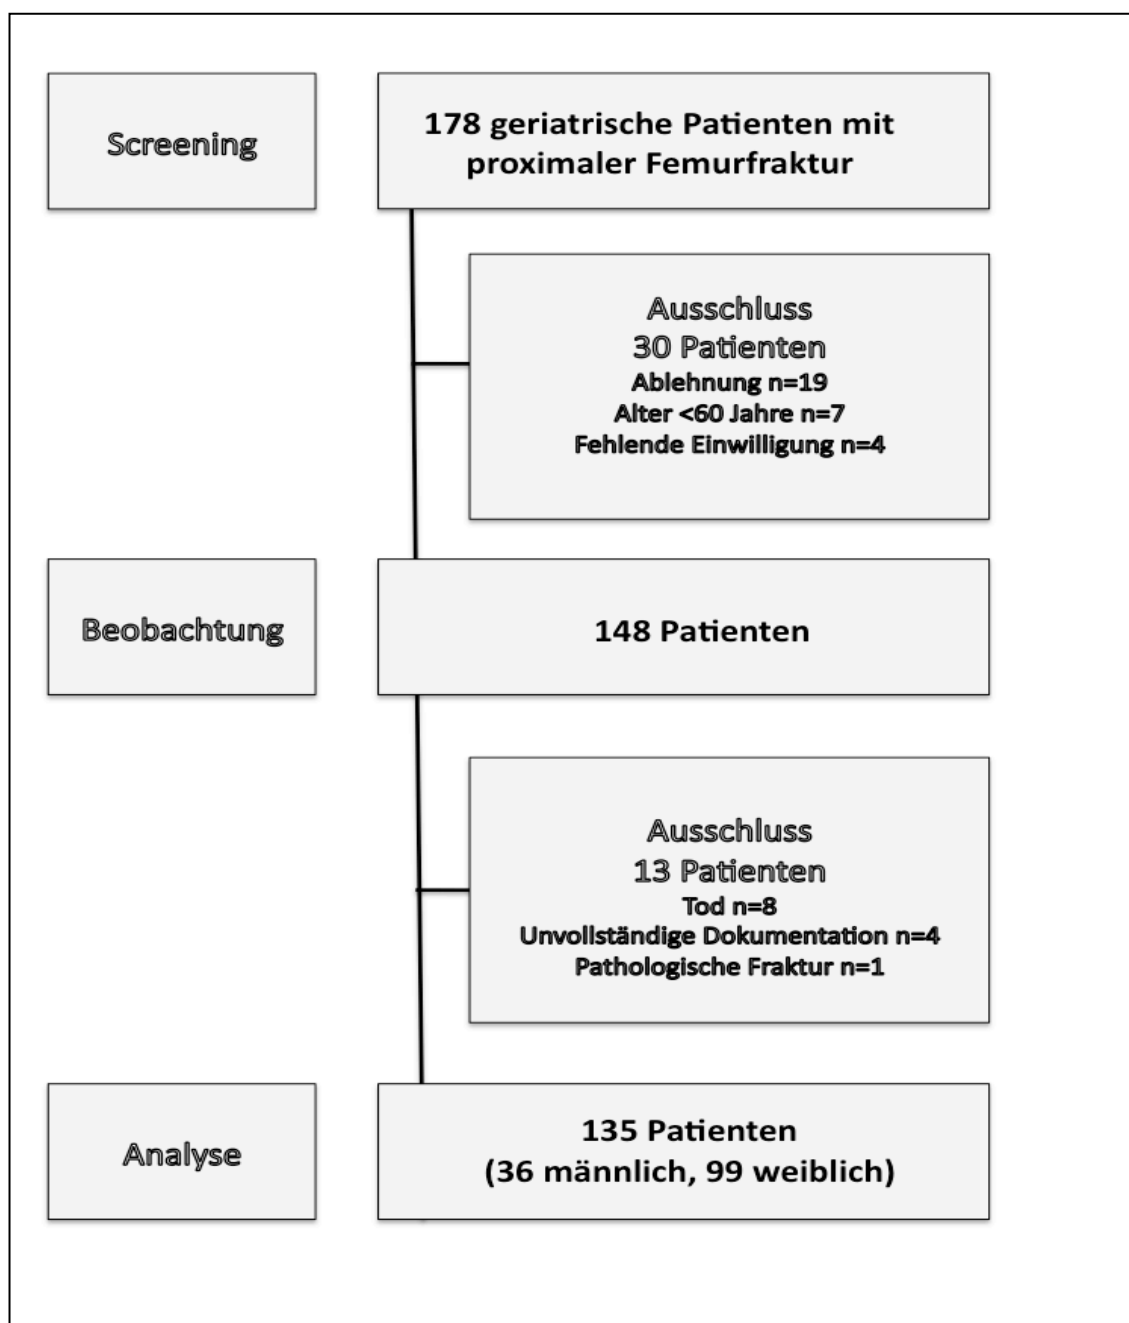 Screening
178 geriatrische Patienten mit
proximaler Femurfraktur
Ausschluss
30 Patienten
Ablehnung n=19
Alter <60 Jahre n=7
Fehlende Einwilligung n=4
Beobachtung
148 Patienten
Ausschluss
13 Patienten
Tod n=8
Unvollständige Dokumentation n=4
Pathologische Fraktur n=1
Analyse
135 Patienten
(36 männlich, 99 weiblich)